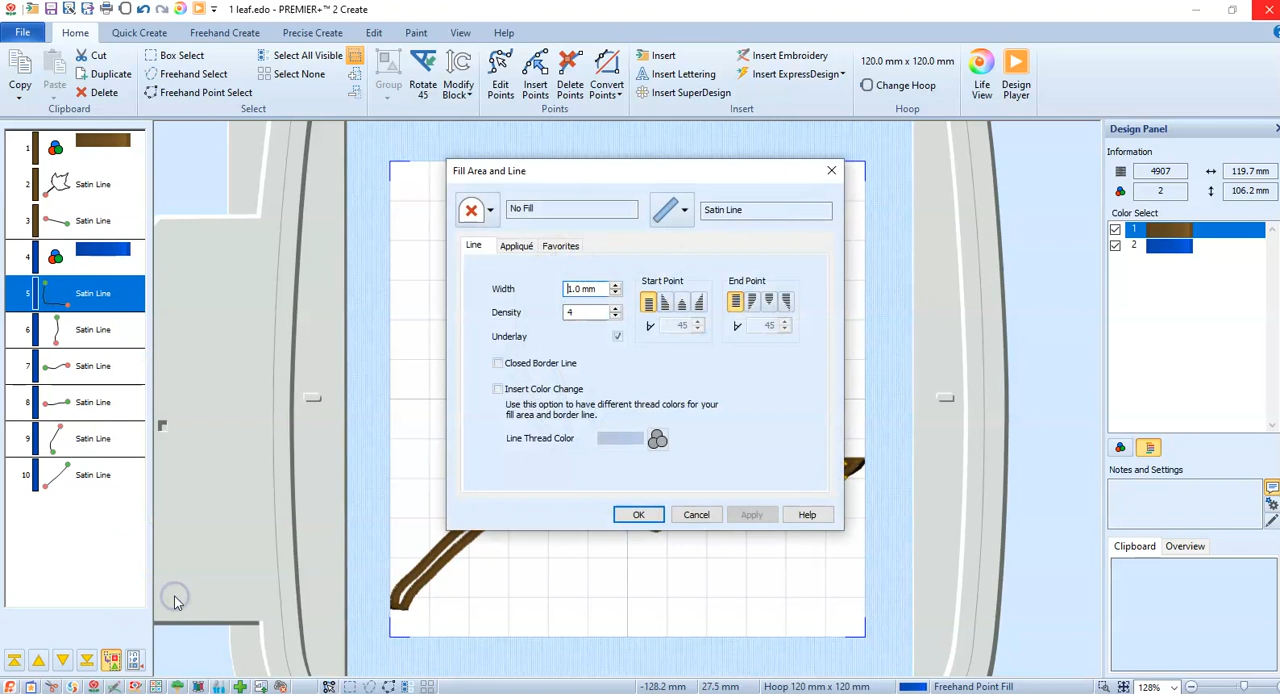 1 leaf.edo - PREMIER+™ 2 Create
File Home Quick Create Freehand Create Express Create Edit Paint View Help
Copy
Paste
Cut
Duplicate
Delete
Clipboard
Box Select
Freehand Select
Freehand Point Select
Select All Visible
Select None
Select
Group
Rotate
45
Modify
Block
Edit
Points
Insert
Points
Delete
Points
Convert
Points
Points
Insert
Insert Lettering
Insert SuperDesign
Insert Embroidery
Insert ExpressDesign
Insert
120.0 mm x 120.0 mm
Change Hoop
Hoop
Life
View
Design
Player
1
2 Satin Line
3 Satin Line
4
5 Satin Line
6 Satin Line
7 Satin Line
8 Satin Line
9 Satin Line
10 Satin Line
Fill Area and Line
No Fill
Satin Line
Line Appliqué Favorites
Width 1.0 mm
Density 4
Underlay
Start Point
45
End Point
45
Closed Border Line
Insert Color Change
Use this option to have different thread colors for your
fill area and border line.
Line Thread Color
OK Cancel Apply Help
Design Panel
Information
4907 119.7 mm
2 106.2 mm
Color Select
1
2
Notes and Settings
Clipboard Overview
-128.2 mm 27.5 mm Hoop 120 mm x 120 mm Freehand Point Fill 128%